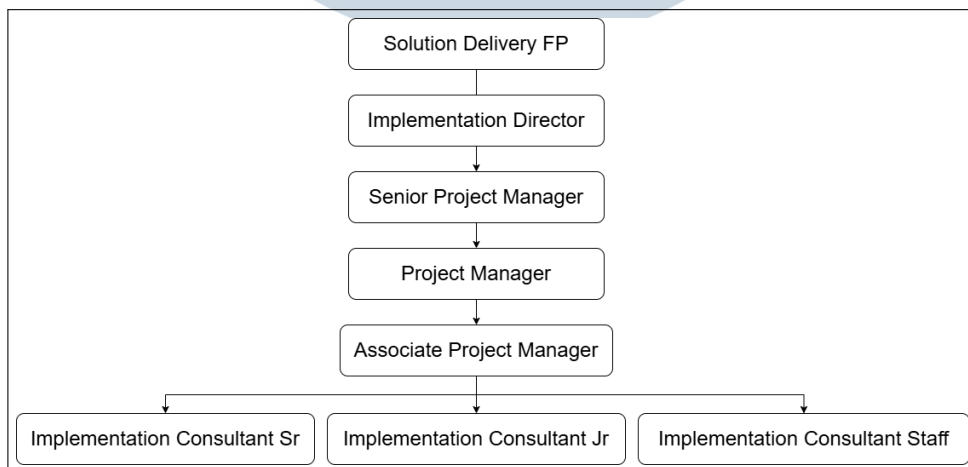 Solution Delivery FP
Implementation Director
Senior Project Manager
Project Manager
Associate Project Manager
Implementation Consultant Sr
Implementation Consultant Jr
Implementation Consultant Staff